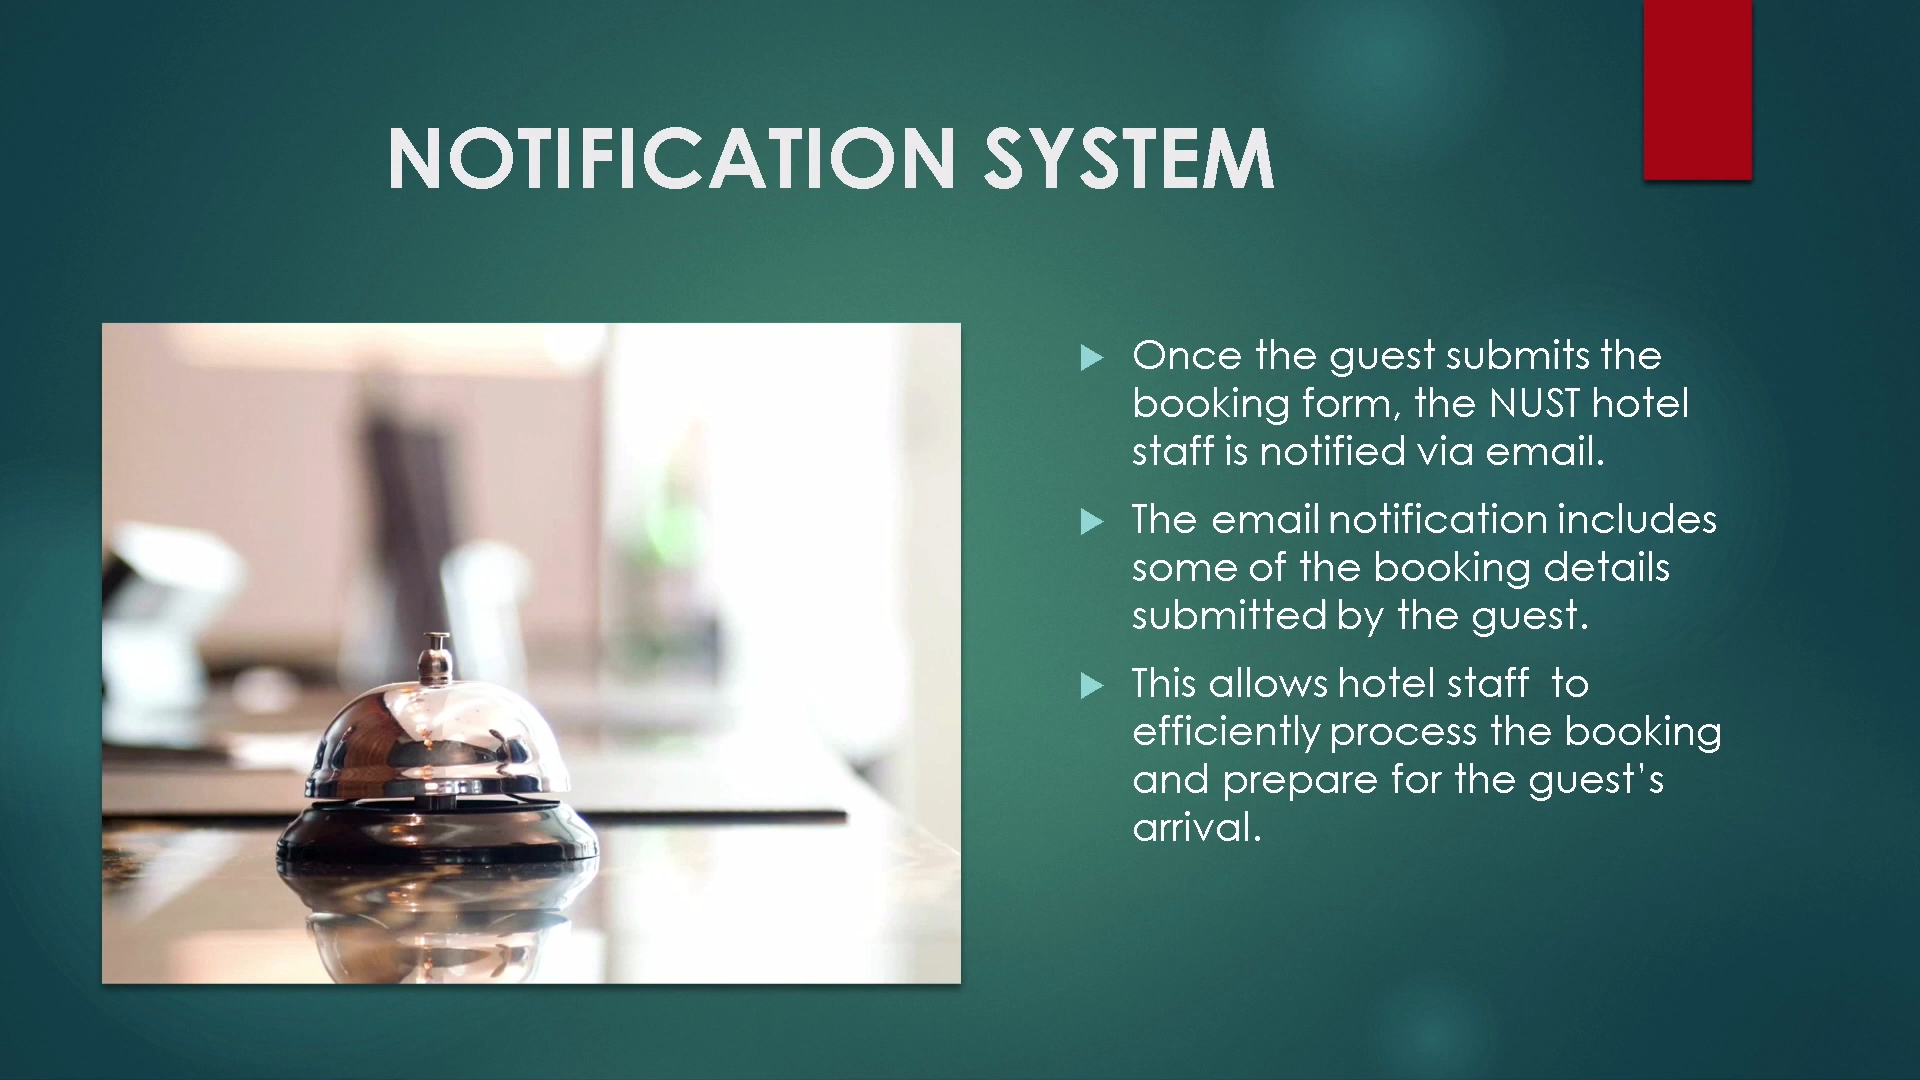 NOTIFICATION SYSTEM
Once the guest submits the
booking form, the NUST hotel
staff is notified via email.
The email notification includes
some of the booking details
submitted by the guest.
This allows hotel staff  to
efficiently process the booking
and prepare for the guest’s
arrival.